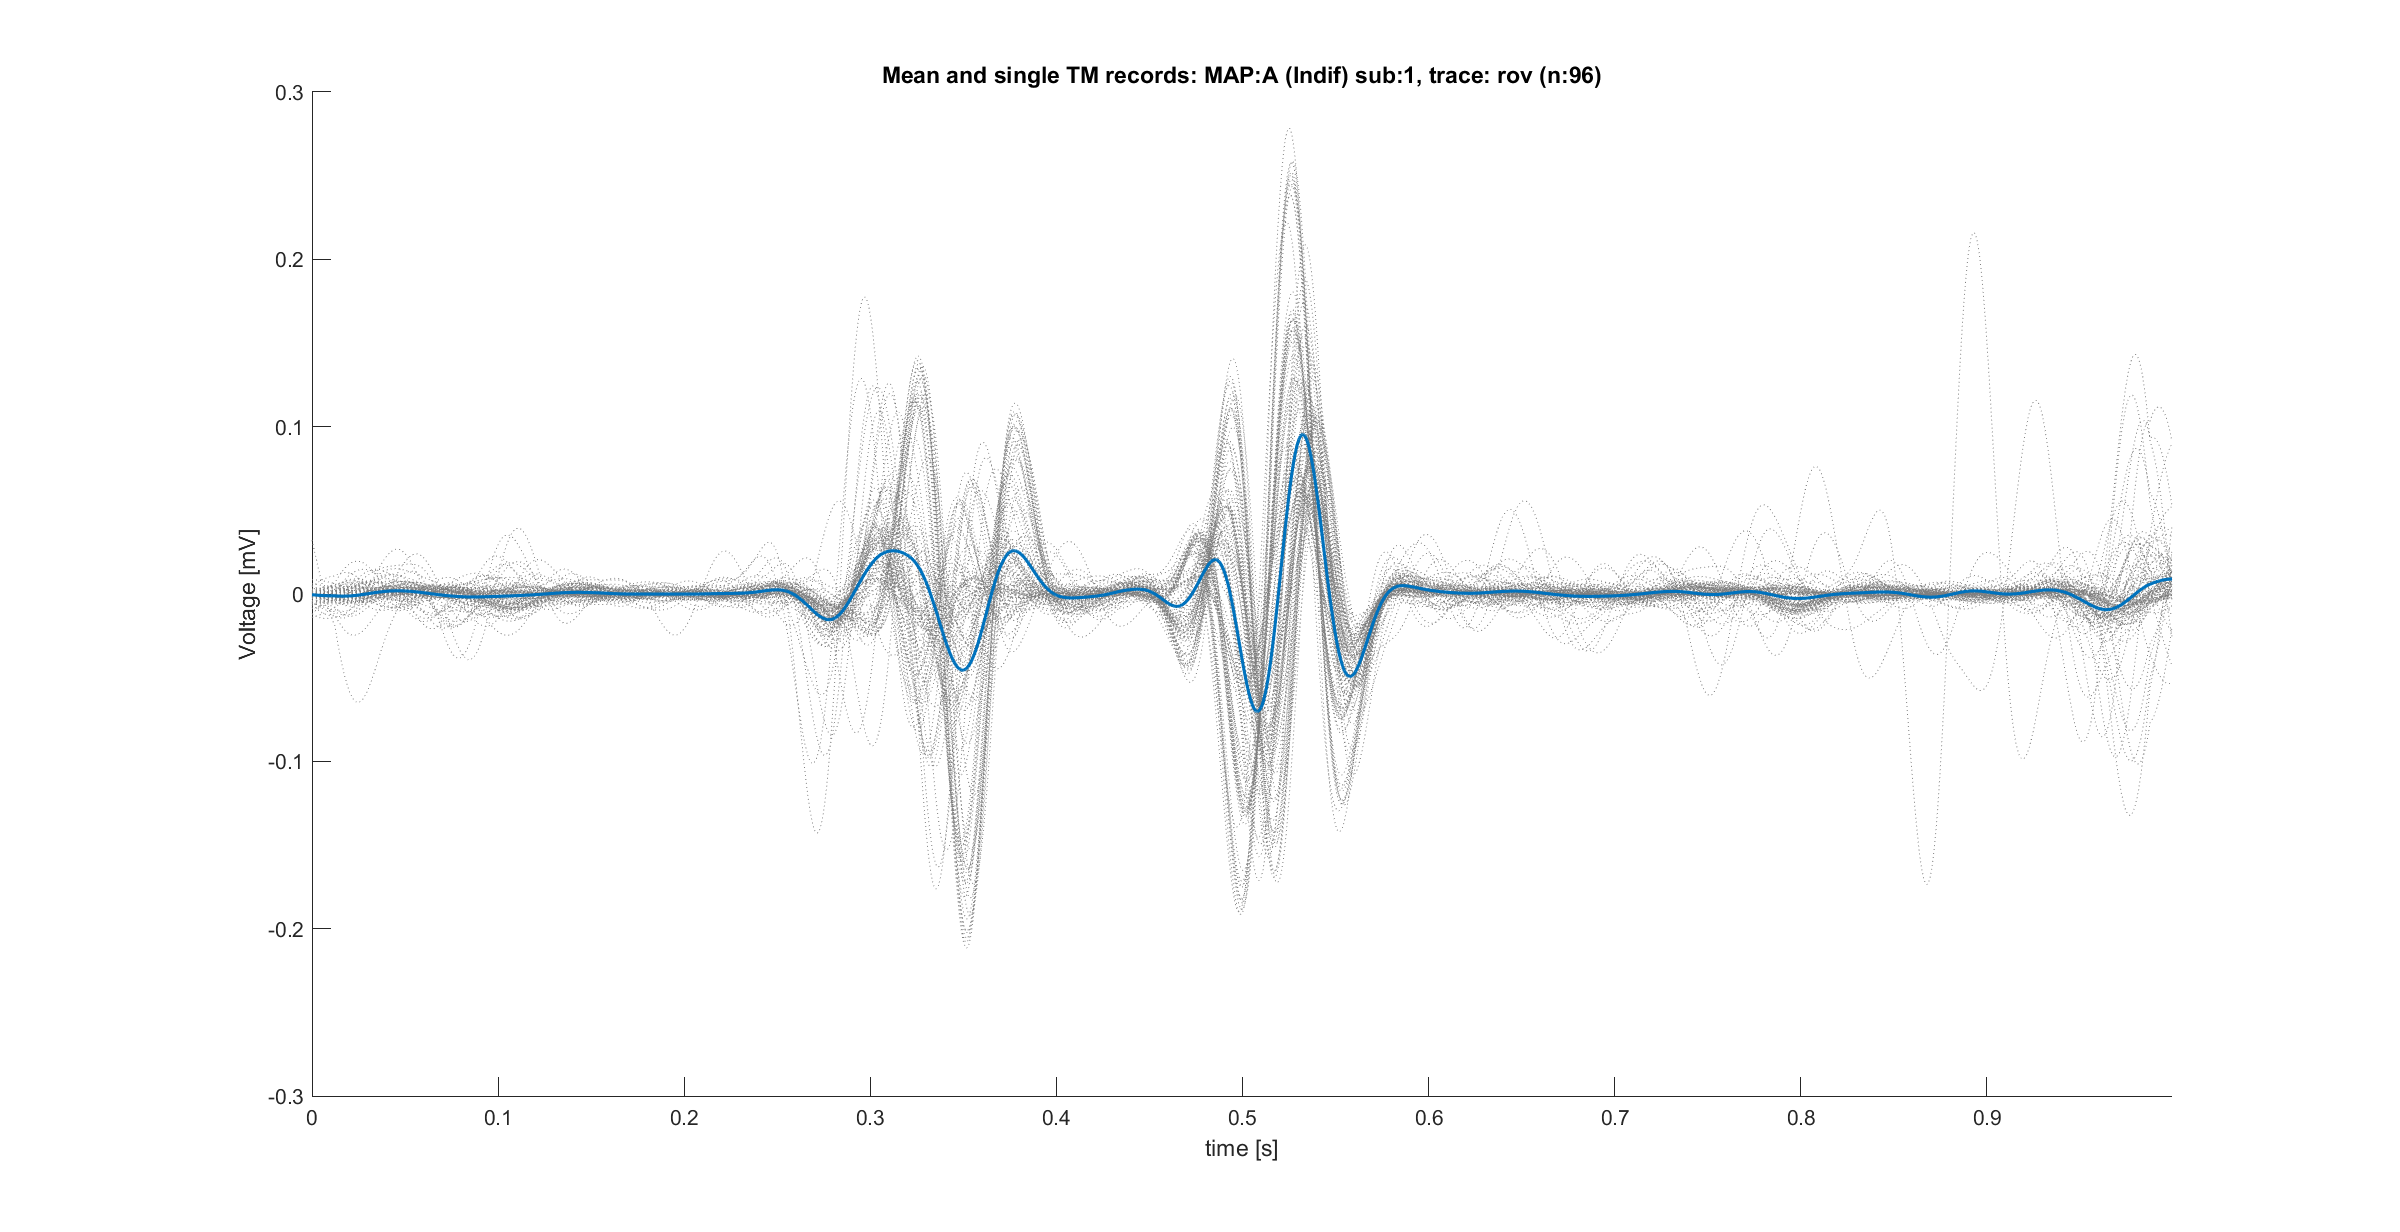 Mean and single TM records: MAP:A (Indif) sub:1, trace: rov (n:96)
0.3
0.2
0.1
0
-0.1
-0.2
-0.3
Voltage [mV]
0 0.1 0.2 0.3 0.4 0.5 0.6 0.7 0.8 0.9
time [s]